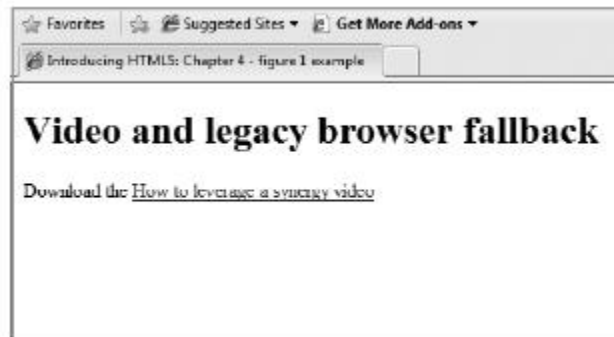 Favorites Suggested Sites ▾ Get More Add-ons ▾
Introducing HTML5: Chapter 4 - figure 1 example
Video and legacy browser fallback
Download the How to leverage a synergy video